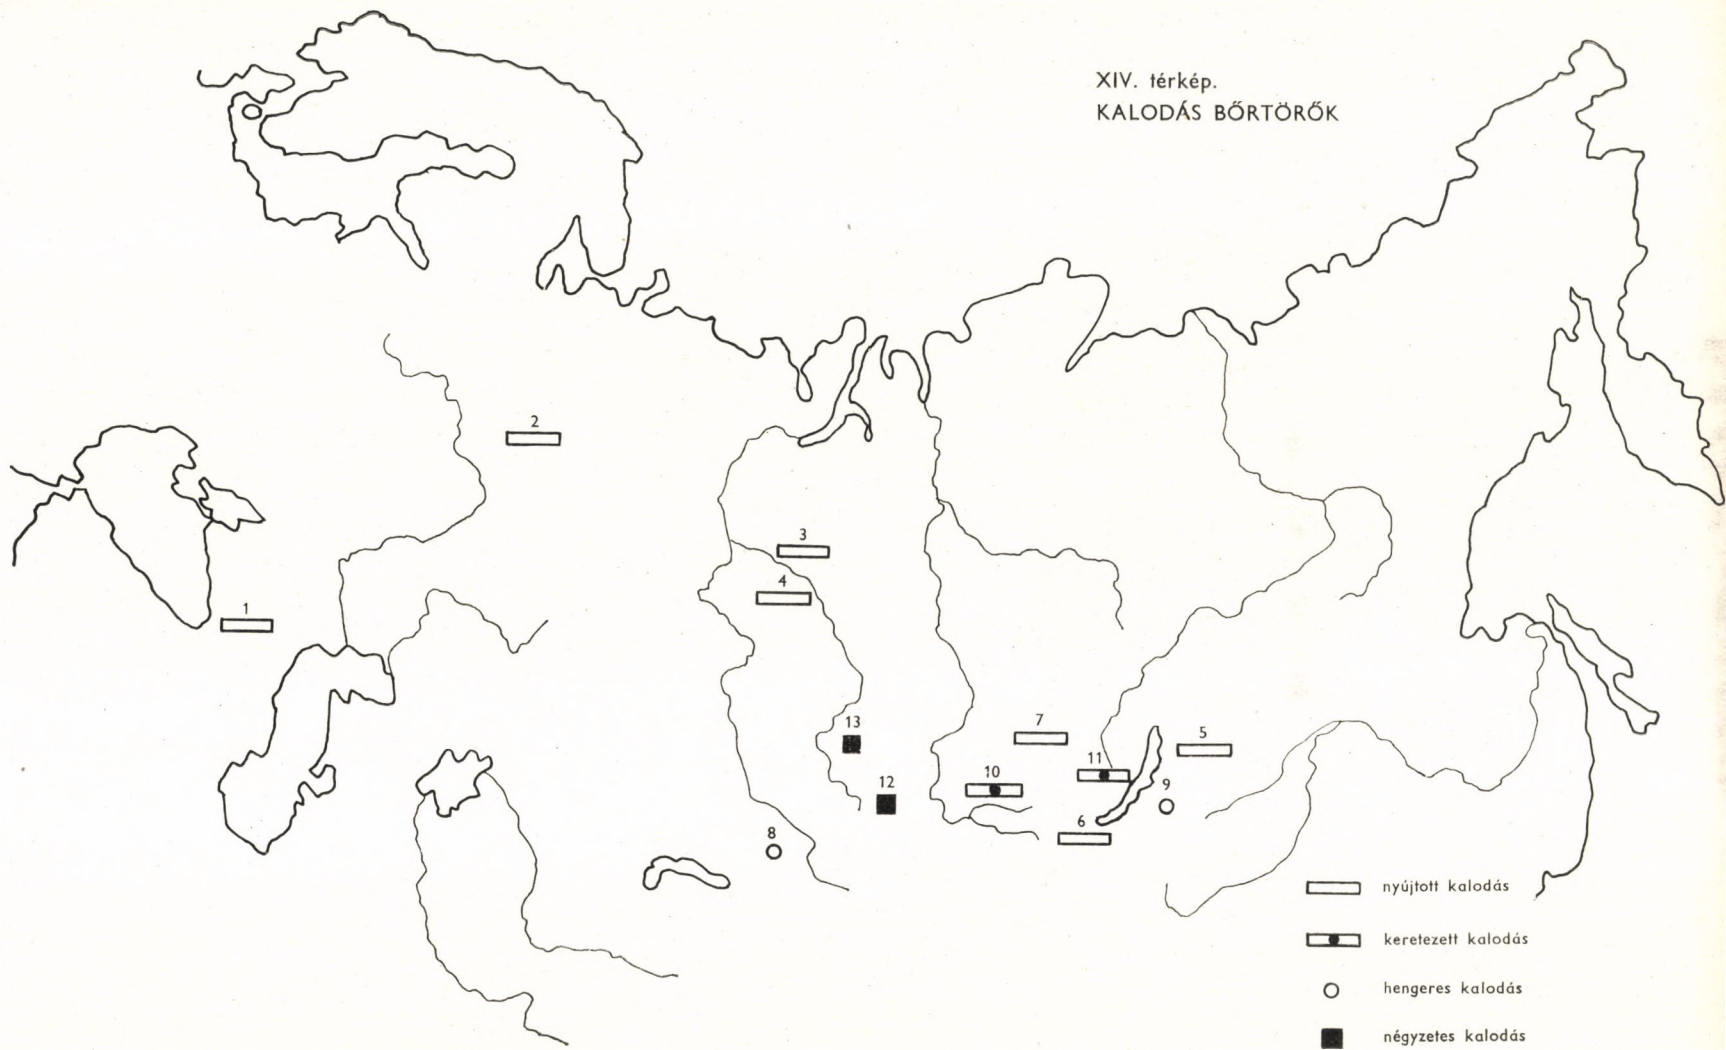 XIV. térkép.
KALODÁS BŐRTÖRŐK
2
3
4
1
13
7
5
12
10
11
9
8
6
nyújtott kalodás
keretezett kalodás
hengeres kalodás
négyzetes kalodás